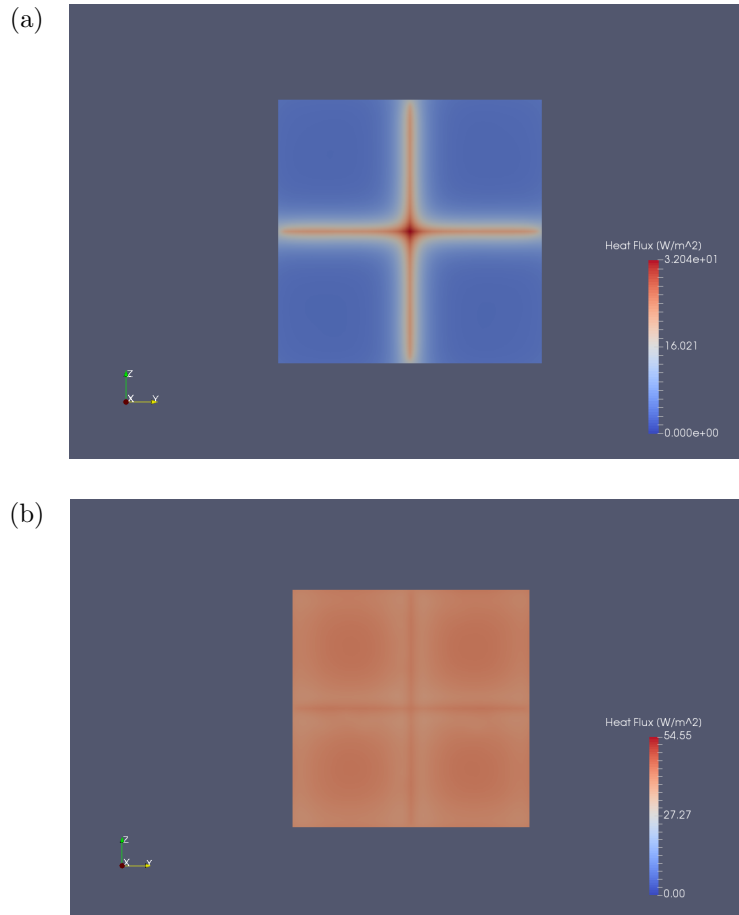 (a)
Heat Flux (W/m^2)
3.204e+01
16.021
0.000e+00
Z
X Y
(b)
Heat Flux (W/m^2)
54.55
27.27
0.00
Z
X Y